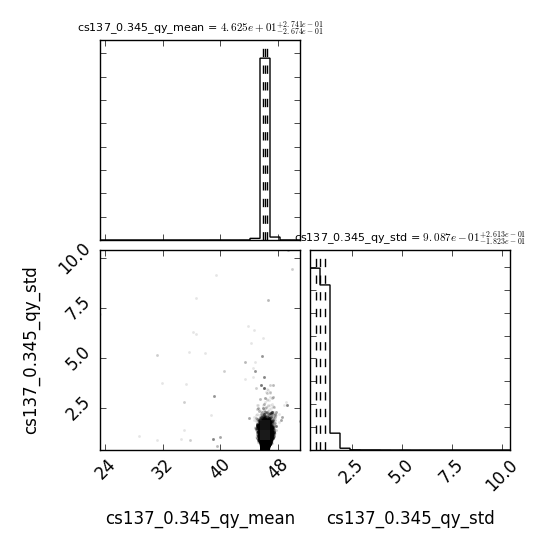 cs137_0.345_qy_mean = 4.625e + 01+2.741e−01−2.674e−01
cs137_0.345_qy_std = 9.087e − 01+2.613e−01−1.823e−01
cs137_0.345_qy_std
10.0
7.5
5.0
2.5
24 32 40 48
2.5 5.0 7.5 10.0
cs137_0.345_qy_mean cs137_0.345_qy_std